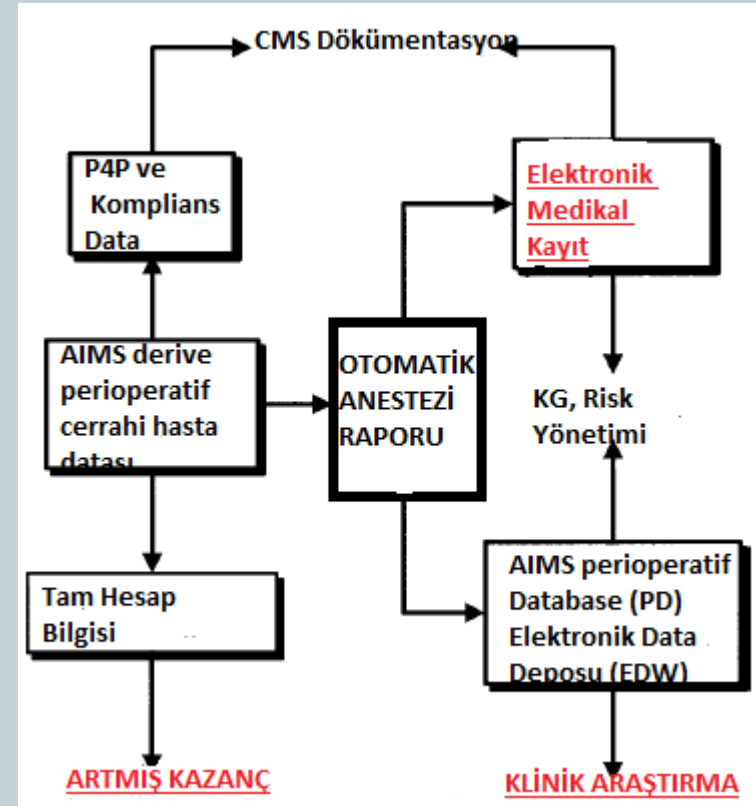 CMS Dökümentasyon
P4P ve
Komplians
Data
Elektronik
Medikal
Kayıt
AIMS derive
perioperatif
cerrahi hasta
datası
OTOMATİK
ANESTEZİ
RAPORU
KG, Risk
Yönetimi
Tam Hesap
Bilgisi
AIMS perioperatif
Database (PD)
Elektronik Data
Deposu (EDW)
ARTMIŞ KAZANÇ
KLİNİK ARAŞTIRMA